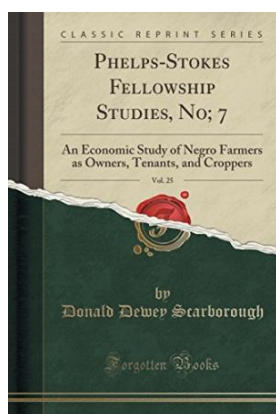 CLASSIC REPRINT SERIES
PHELPS-STOKES
FELLOWSHIP
STUDIES, NO; 7
An Economic Study of Negro Farmers
as Owners, Tenants, and Croppers
Vol. 25
by
Donald Dewey Scarborough
Forgotten Books